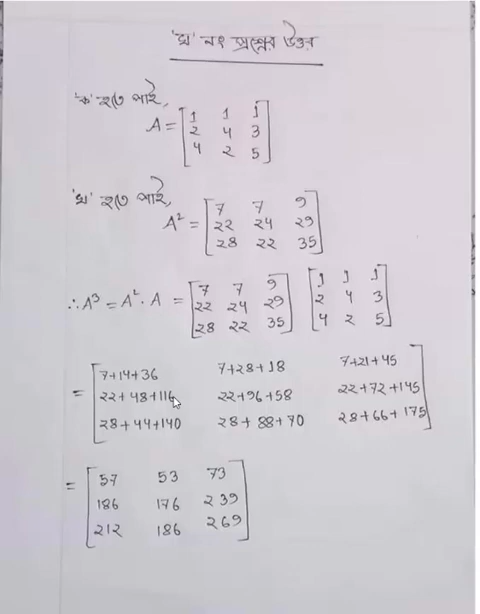 'ঘ' নং প্রশ্নের উত্তর
'ক' হতে পাই,
A = [1 1 1
2 4 3
4 2 5]
'খ' হতে পাই,
A² = [7 7 9
22 24 29
28 22 35]
∴ A³ = A² · A = [7 7 9 [1 1 1
22 24 29 2 4 3
28 22 35] 4 2 5]
= [7+14+36 7+28+18 7+21+45
22+48+116 22+96+58 22+72+145
28+44+140 28+88+70 28+66+175]
= [57 53 73
186 176 239
212 186 269]